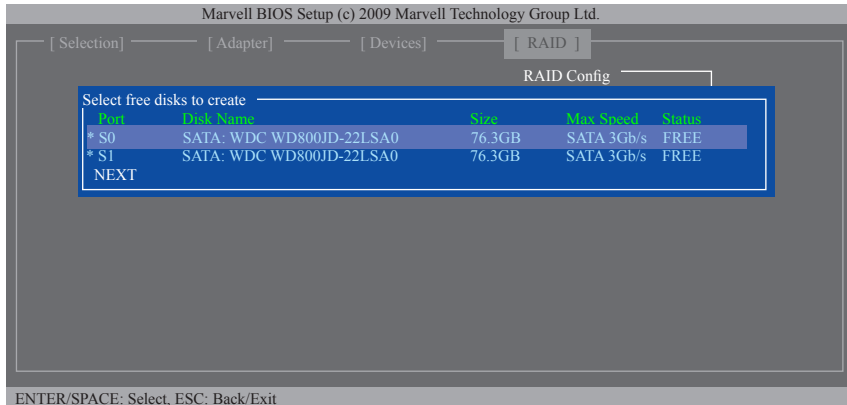 Marvell BIOS Setup (c) 2009 Marvell Technology Group Ltd.
[ Selection] [ Adapter] [ Devices] [ RAID ]
RAID Config
Select free disks to create
Port Disk Name Size Max Speed Status
* S0 SATA: WDC WD800JD-22LSA0 76.3GB SATA 3Gb/s FREE
* S1 SATA: WDC WD800JD-22LSA0 76.3GB SATA 3Gb/s FREE
NEXT
ENTER/SPACE: Select, ESC: Back/Exit